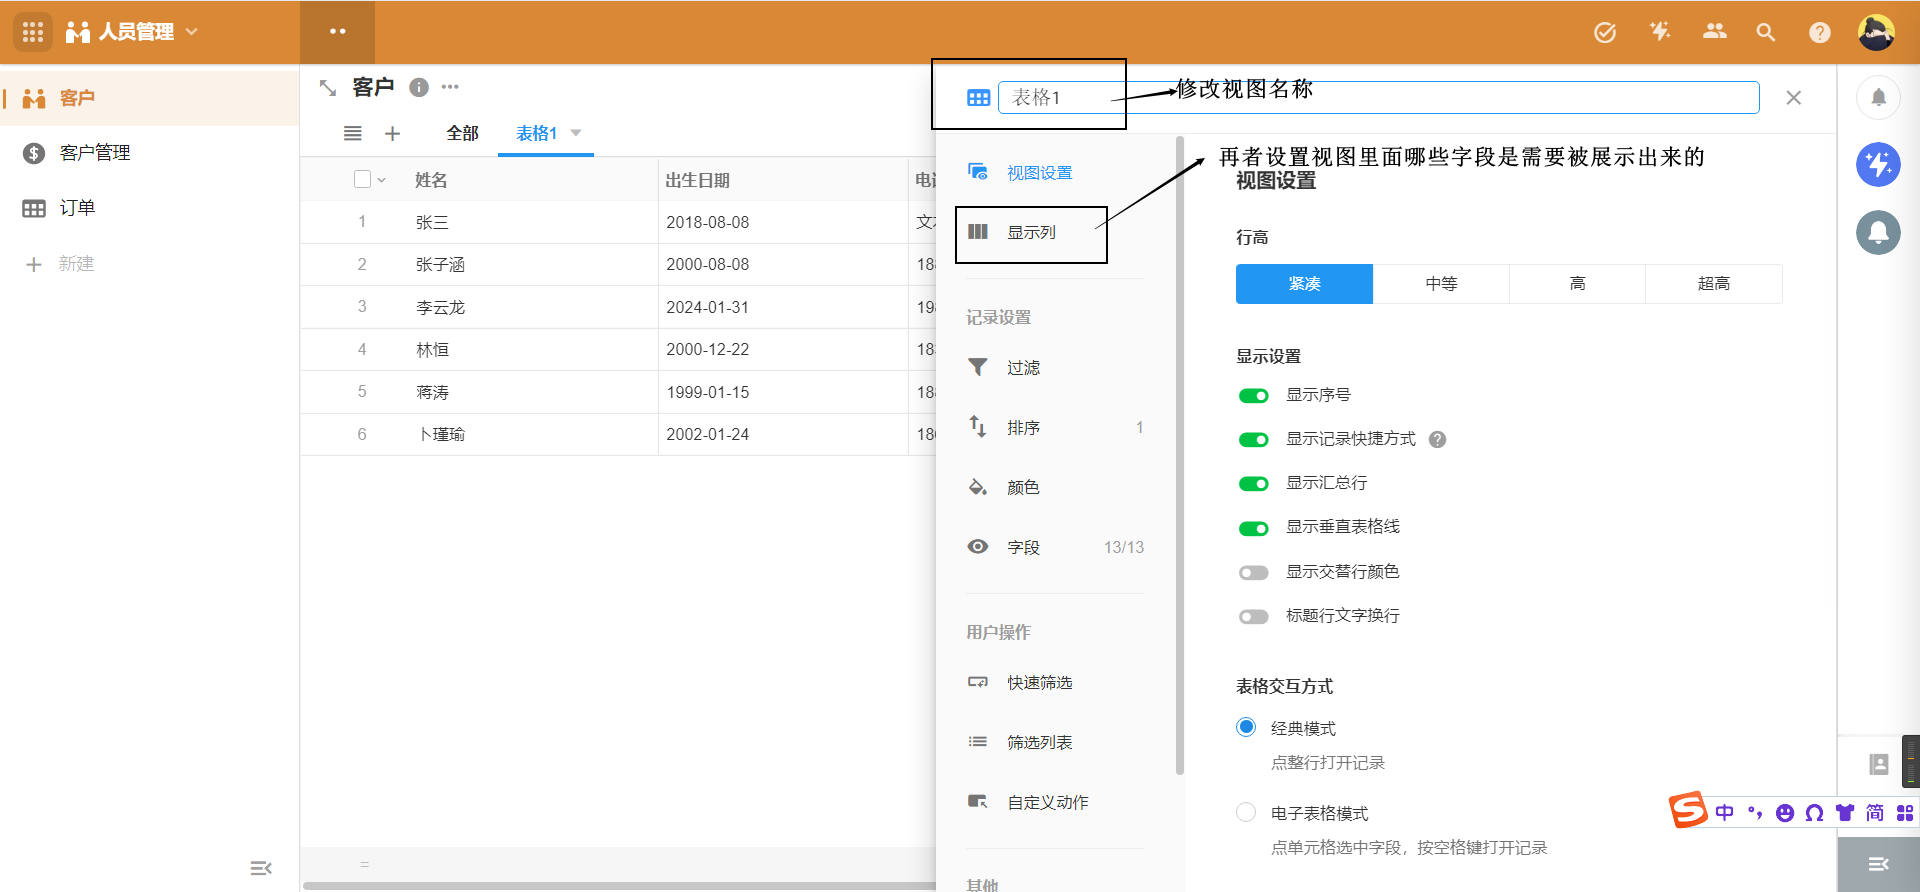 人员管理
客户
客户管理
订单
新建
客户
全部
表格1
姓名
出生日期
1
张三
2018-08-08
2
张子涵
2000-08-08
3
李云龙
2024-01-31
4
林恒
2000-12-22
5
蒋涛
1999-01-15
6
卜瑾瑜
2002-01-24
=
表格1
修改视图名称
再者设置视图里面哪些字段是需要被展示出来的
视图设置
显示列
记录设置
过滤
排序
1
颜色
字段
13/13
用户操作
快速筛选
筛选列表
自定义动作
其他
视图设置
行高
紧凑
中等
高
超高
显示设置
显示序号
显示记录快捷方式
显示汇总行
显示垂直表格线
显示交替行颜色
标题行文字换行
表格交互方式
经典模式
点整行打开记录
电子表格模式
点单元格选中字段，按空格键打开记录
中
简